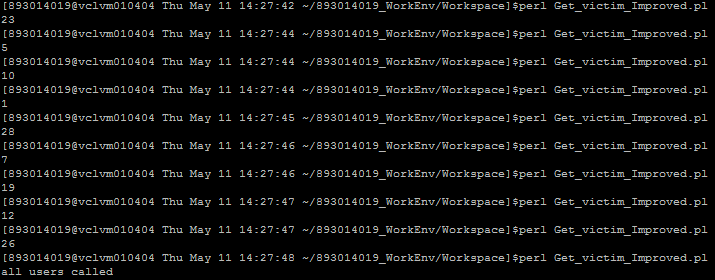 [893014019@vclvm010404 Thu May 11 14:27:42 ~/893014019_WorkEnv/Workspace]$perl Get_victim_Improved.pl
23
[893014019@vclvm010404 Thu May 11 14:27:44 ~/893014019_WorkEnv/Workspace]$perl Get_victim_Improved.pl
5
[893014019@vclvm010404 Thu May 11 14:27:44 ~/893014019_WorkEnv/Workspace]$perl Get_victim_Improved.pl
10
[893014019@vclvm010404 Thu May 11 14:27:44 ~/893014019_WorkEnv/Workspace]$perl Get_victim_Improved.pl
1
[893014019@vclvm010404 Thu May 11 14:27:45 ~/893014019_WorkEnv/Workspace]$perl Get_victim_Improved.pl
28
[893014019@vclvm010404 Thu May 11 14:27:46 ~/893014019_WorkEnv/Workspace]$perl Get_victim_Improved.pl
7
[893014019@vclvm010404 Thu May 11 14:27:46 ~/893014019_WorkEnv/Workspace]$perl Get_victim_Improved.pl
19
[893014019@vclvm010404 Thu May 11 14:27:47 ~/893014019_WorkEnv/Workspace]$perl Get_victim_Improved.pl
12
[893014019@vclvm010404 Thu May 11 14:27:47 ~/893014019_WorkEnv/Workspace]$perl Get_victim_Improved.pl
26
[893014019@vclvm010404 Thu May 11 14:27:48 ~/893014019_WorkEnv/Workspace]$perl Get_victim_Improved.pl
all users called